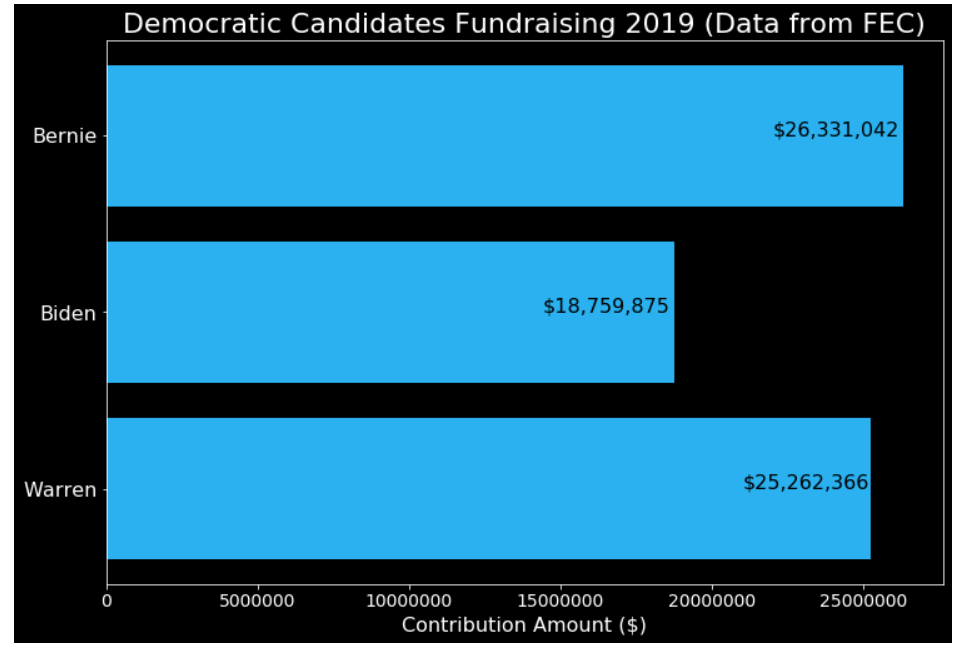 Democratic Candidates Fundraising 2019 (Data from FEC)
Bernie
$26,331,042
Biden
$18,759,875
Warren
$25,262,366
0 5000000 10000000 15000000 20000000 25000000
Contribution Amount ($)